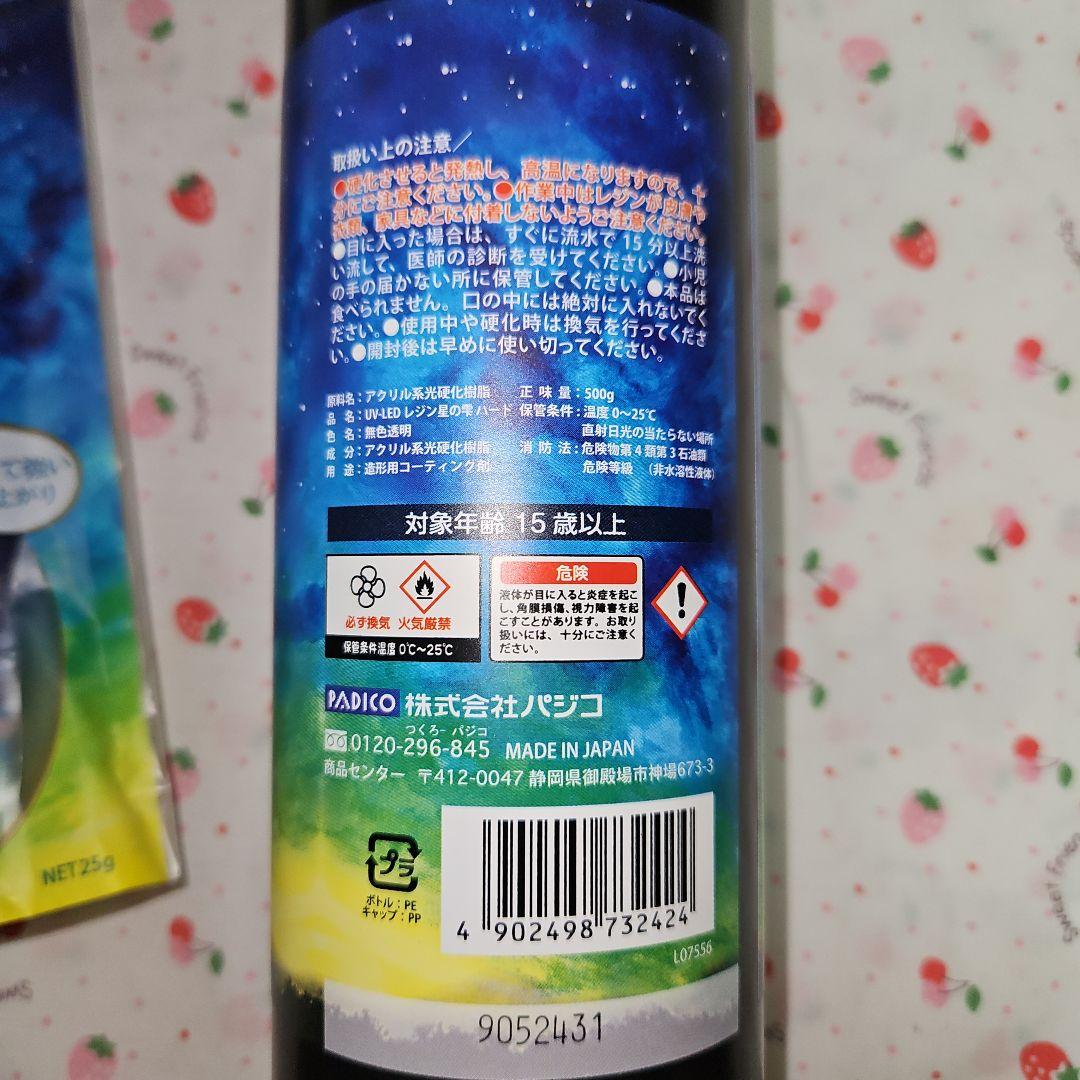 取扱い上の注意／
●硬化させると発熱し、高温になりますので、十
分にご注意ください。●作業中はレジンが皮膚や
衣類、家具などに付着しないようご注意ください。
●目に入った場合は、すぐに流水で15分以上洗
い流して、医師の診断を受けてください。●小児
の手の届かない所に保管してください。●本品は
食べられません。口の中には絶対に入れないでく
ださい。●使用中や硬化時は換気を行ってくださ
い。●開封後は早めに使い切ってください。
原料名：アクリル系光硬化樹脂 正味量：500g
品名：UV-LEDレジン星の雫 ハード 保管条件：温度0～25℃
色名：無色透明 直射日光の当たらない場所
成分：アクリル系光硬化樹脂 消防法：危険物第4類第3石油類
用途：造形用コーティング剤 危険等級 （非水溶性液体）
対象年齢15歳以上
必ず換気 火気厳禁
保管条件温度0℃～25℃
危険
液体が目に入ると炎症を起こ
し、角膜損傷、視力障害を起
こすことがあります。お取り
扱いには、十分にご注意く
ださい。
PADICO 株式会社パジコ
つくろー パジコ
0120-296-845 MADE IN JAPAN
商品センター 〒412-0047 静岡県御殿場市神場673-3
プラ
ボトル：PE
キャップ：PP
4 902498 732424
L07556
9052431
て強い
上がり
NET25g
Sweet Friends
Sweet Friends